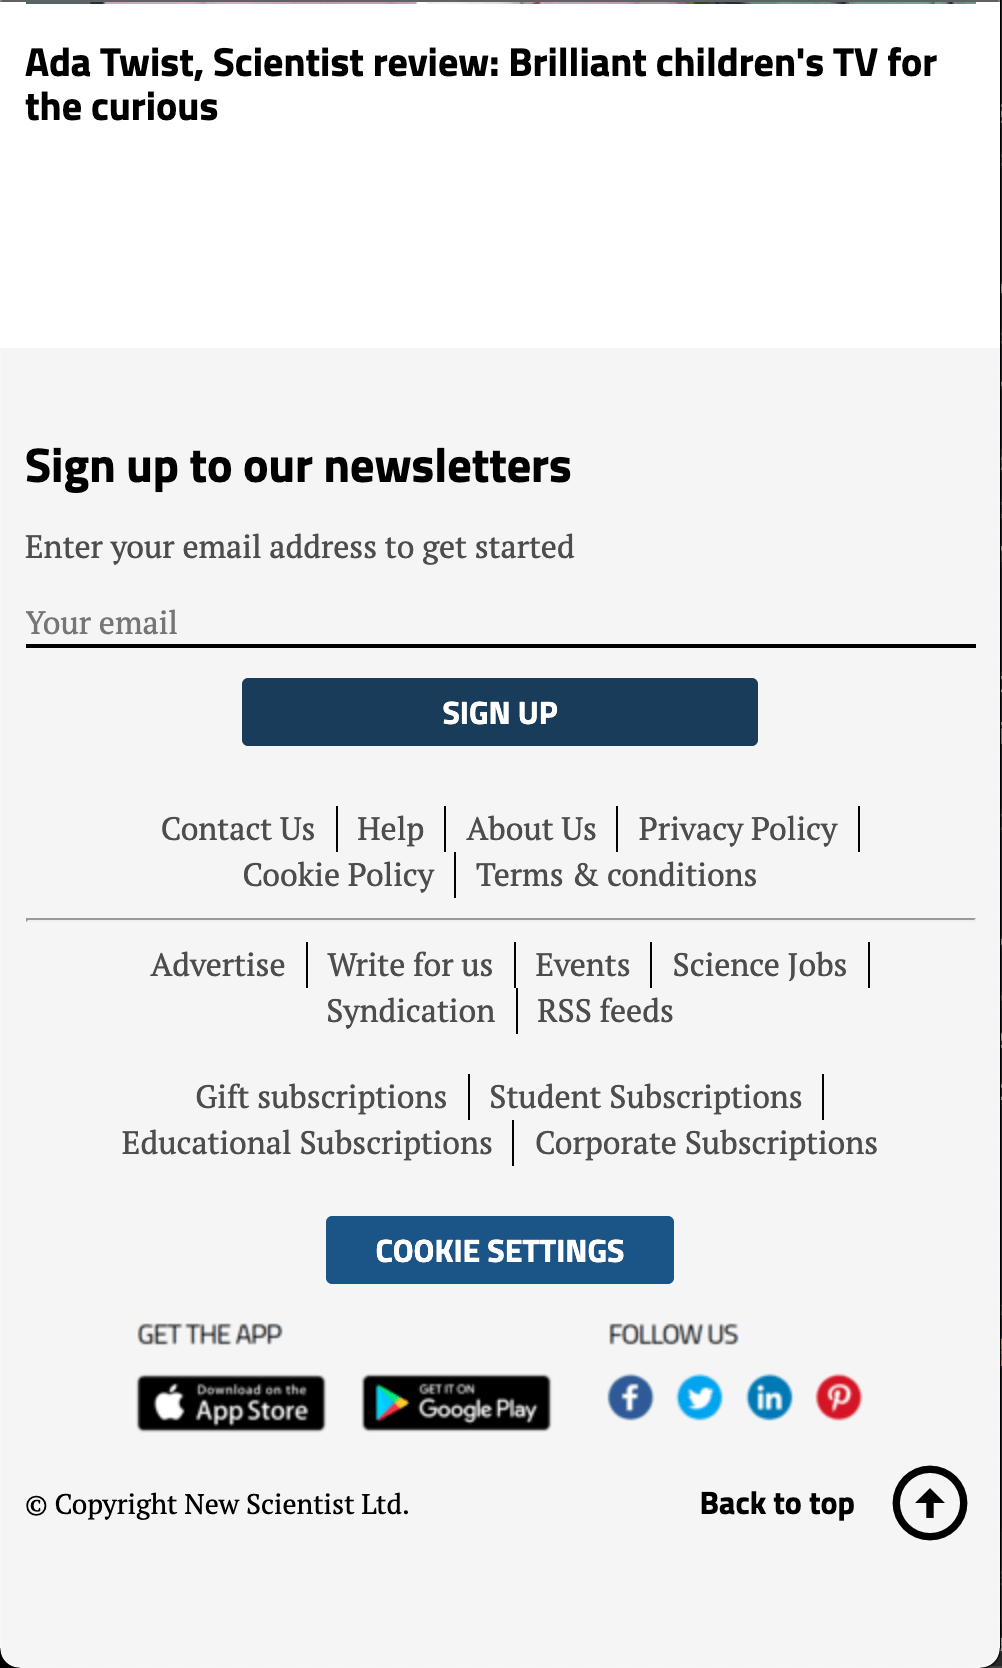 Ada Twist, Scientist review: Brilliant children's TV for
the curious
Sign up to our newsletters
Enter your email address to get started
Your email
SIGN UP
Contact Us | Help | About Us | Privacy Policy |
Cookie Policy | Terms & conditions
Advertise | Write for us | Events | Science Jobs |
Syndication | RSS feeds
Gift subscriptions | Student Subscriptions |
Educational Subscriptions | Corporate Subscriptions
COOKIE SETTINGS
GET THE APP
Download on the
App Store
GET IT ON
Google Play
FOLLOW US
© Copyright New Scientist Ltd.
Back to top